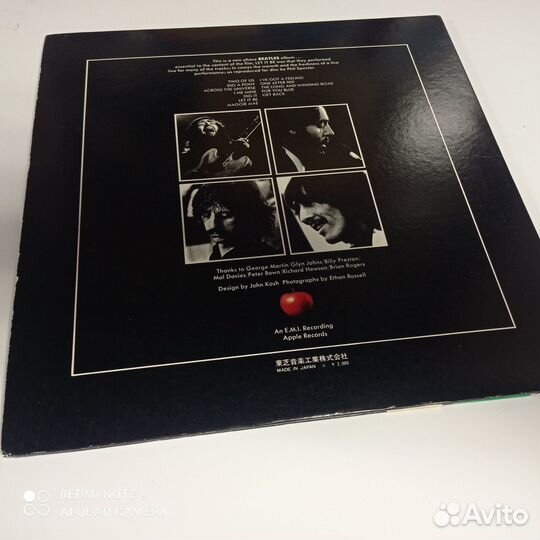 This is a new phase BEATLES album . . .
essential to the content of the film, LET IT BE was that they performed
live for many of the tracks; in comes the warmth and the freshness of a live
performance; as reproduced for disc by Phil Spector.
TWO OF US I'VE GOT A FEELING
DIG A PONY ONE AFTER 909
ACROSS THE UNIVERSE THE LONG AND WINDING ROAD
I ME MINE FOR YOU BLUE
DIG IT GET BACK
LET IT BE
MAGGIE MAE
Thanks to George Martin/Glyn Johns/Billy Preston/
Mal Davies/Peter Bown/Richard Hewson/Brian Rogers
Design by John Kosh Photographs by Ethan Russell
An E.M.I. Recording
Apple Records
東芝音楽工業株式会社
MADE IN JAPAN ¥ 2,000
REDMI NOTE 9
AI QUAD CAMERA
Avito